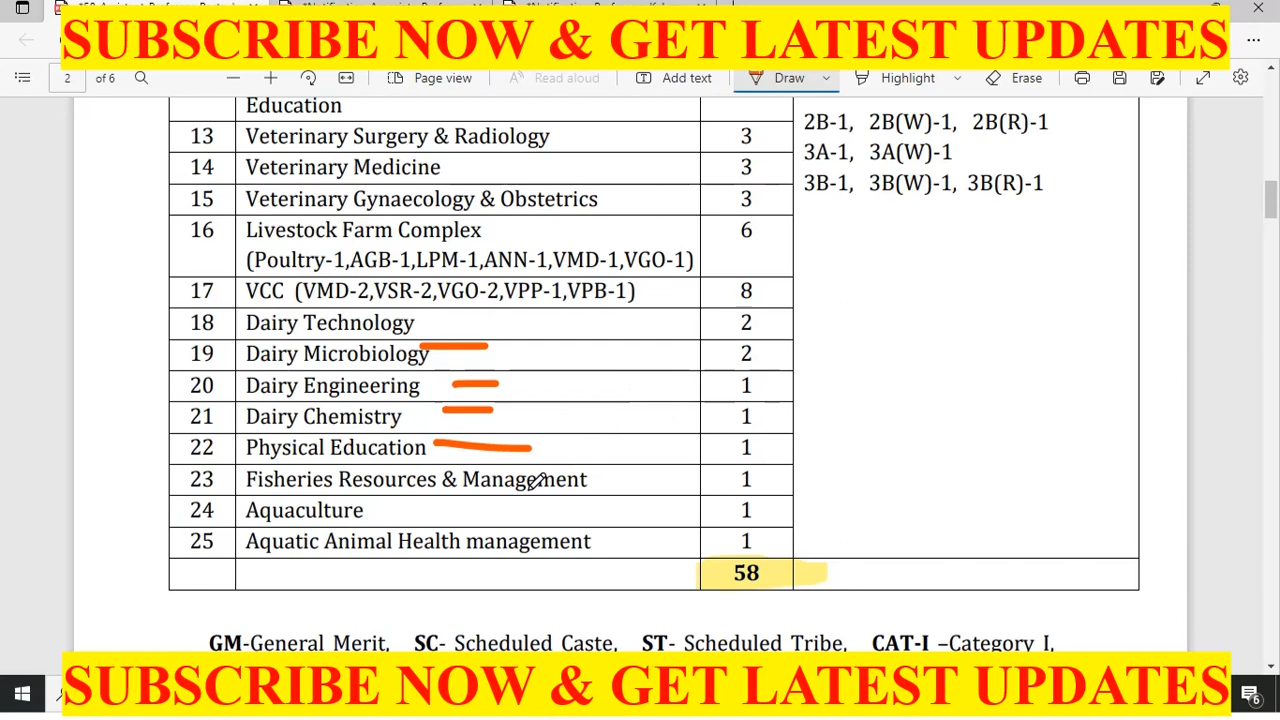 SUBSCRIBE NOW & GET LATEST UPDATES
2 of 6 Page view Read aloud Add text Draw Highlight Erase
Education
13 Veterinary Surgery & Radiology 3
14 Veterinary Medicine 3
15 Veterinary Gynaecology & Obstetrics 3
16 Livestock Farm Complex 6
(Poultry-1,AGB-1,LPM-1,ANN-1,VMD-1,VGO-1)
17 VCC (VMD-2,VSR-2,VGO-2,VPP-1,VPB-1) 8
18 Dairy Technology 2
19 Dairy Microbiology 2
20 Dairy Engineering 1
21 Dairy Chemistry 1
22 Physical Education 1
23 Fisheries Resources & Management 1
24 Aquaculture 1
25 Aquatic Animal Health management 1
58
2B-1, 2B(W)-1, 2B(R)-1
3A-1, 3A(W)-1
3B-1, 3B(W)-1, 3B(R)-1
GM-General Merit, SC- Scheduled Caste, ST- Scheduled Tribe, CAT-I –Category I,
SUBSCRIBE NOW & GET LATEST UPDATES
6